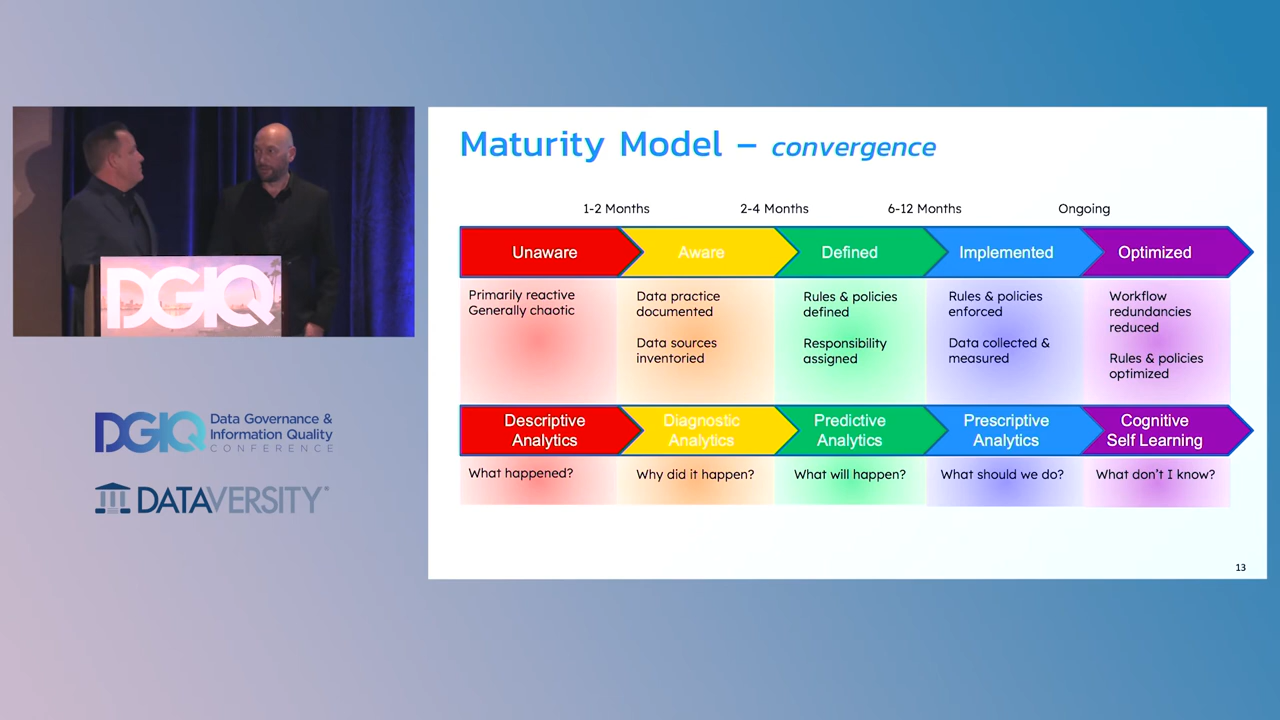 DGIQ
DGIQ
Data Governance &
Information Quality
CONFERENCE
DATAVERSITY
Maturity Model – convergence
1-2 Months
2-4 Months
6-12 Months
Ongoing
Unaware
Aware
Defined
Implemented
Optimized
Primarily reactive
Generally chaotic
Data practice
documented
Data sources
inventoried
Rules & policies
defined
Responsibility
assigned
Rules & policies
enforced
Data collected &
measured
Workflow
redundancies
reduced
Rules & policies
optimized
Descriptive
Analytics
Diagnostic
Analytics
Predictive
Analytics
Prescriptive
Analytics
Cognitive
Self Learning
What happened?
Why did it happen?
What will happen?
What should we do?
What don't I know?
13